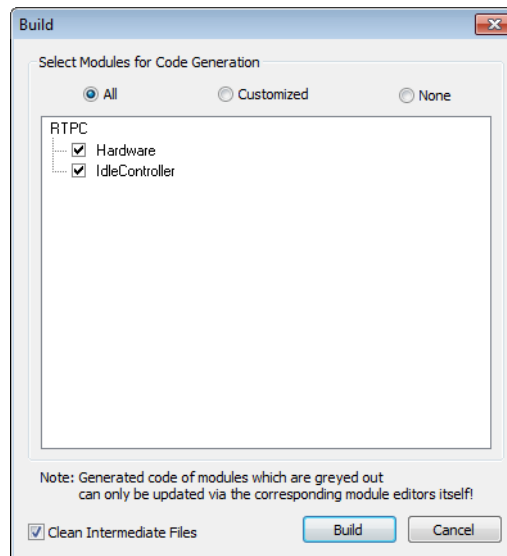 Build
Select Modules for Code Generation
All Customized None
RTPC
Hardware
IdleController
Note: Generated code of modules which are greyed out
can only be updated via the corresponding module editors itself!
Clean Intermediate Files Build Cancel